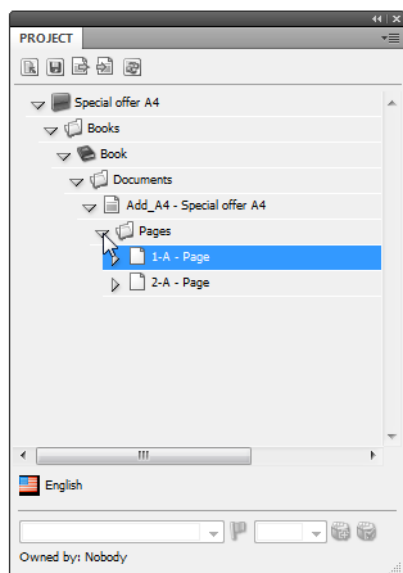 PROJECT
Special offer A4
Books
Book
Documents
Add_A4 - Special offer A4
Pages
1-A - Page
2-A - Page
English
Owned by: Nobody